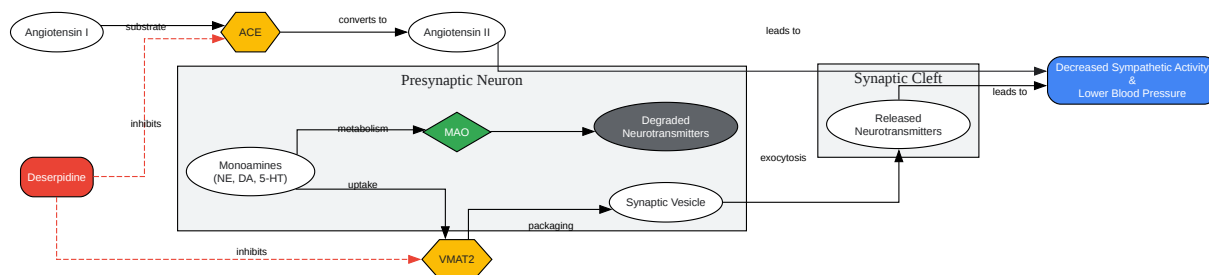 leads to
Angiotensin I
substrate
ACE
converts to
Angiotensin II
Presynaptic Neuron
Synaptic Cleft
Decreased Sympathetic Activity
&
Lower Blood Pressure
leads to
inhibits
metabolism
MAO
Degraded
Neurotransmitters
Released
Neurotransmitters
exocytosis
Deserpidine
Monoamines
(NE, DA, 5-HT)
uptake
Synaptic Vesicle
packaging
inhibits
VMAT2